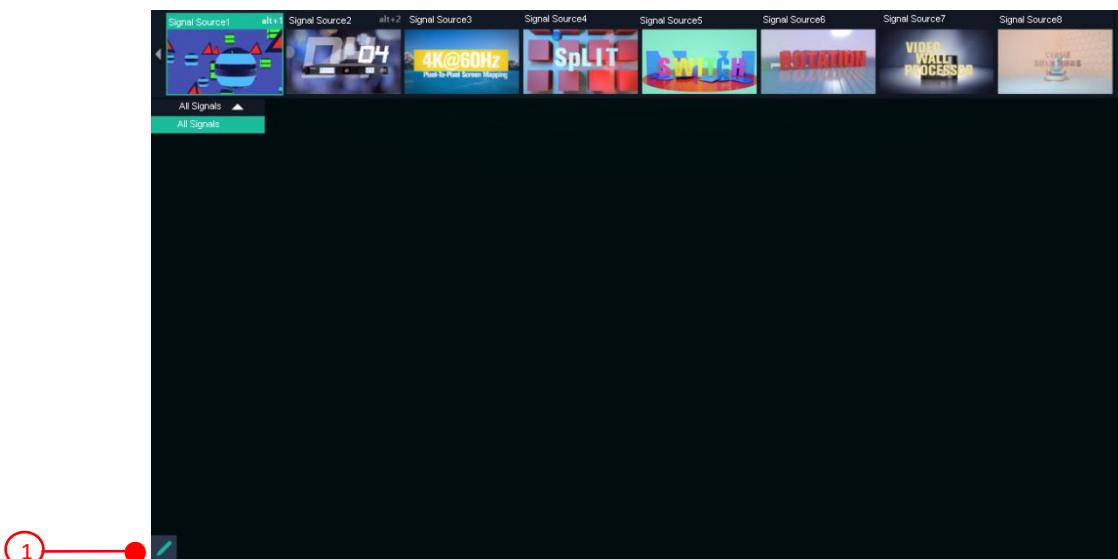 Signal Source1 alt+1 Signal Source2 alt+2 Signal Source3 Signal Source4 Signal Source5 Signal Source6 Signal Source7 Signal Source8
04
4K@60Hz
Pixel-To-Pixel Screen Mapping
SpLIT
SWITCH
ROTATION
VIDEO
WALL
PROCESSOR
All Signals
All Signals
1